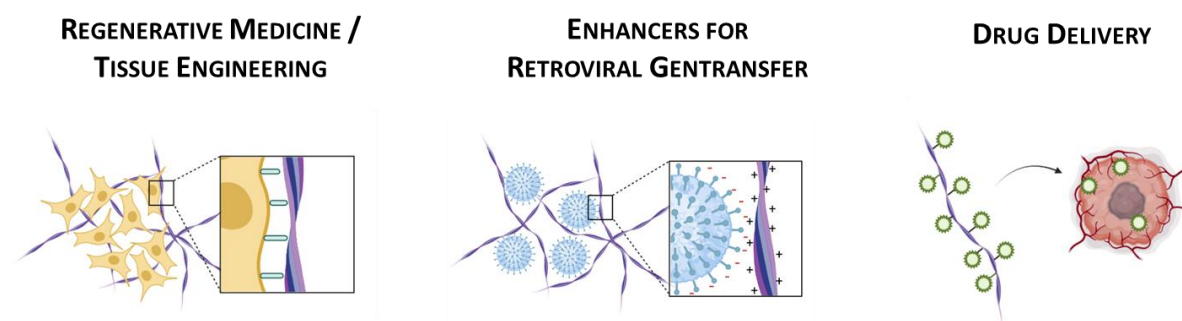 REGENERATIVE MEDICINE /
TISSUE ENGINEERING
ENHANCERS FOR
RETROVIRAL GENTRANSFER
DRUG DELIVERY